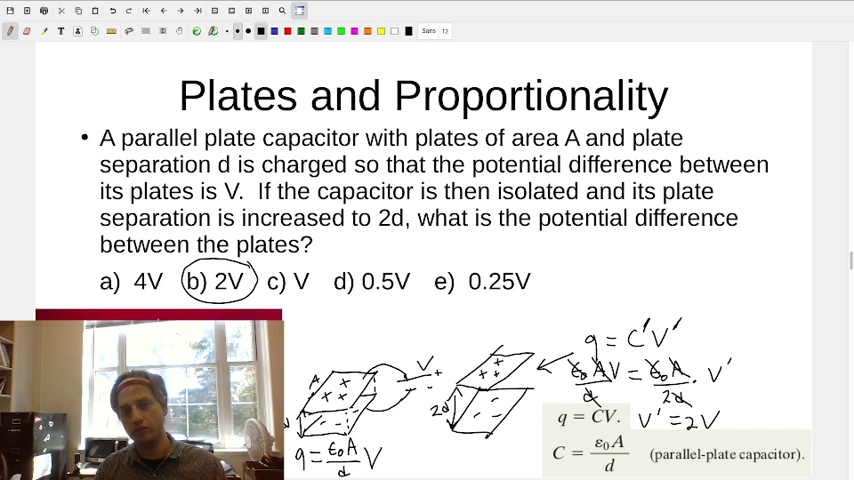 Sans 12
Plates and Proportionality
• A parallel plate capacitor with plates of area A and plate
separation d is charged so that the potential difference between
its plates is V. If the capacitor is then isolated and its plate
separation is increased to 2d, what is the potential difference
between the plates?
a) 4V b) 2V c) V d) 0.5V e) 0.25V
A
+ + +
- - -
V
+
-
q = ε₀A/d V
+ + +
- - -
2d
q = C'V'
ε₀A/d V = ε₀A/2d · V'
V' = 2V
q = CV.
C = ε₀A/d (parallel-plate capacitor).